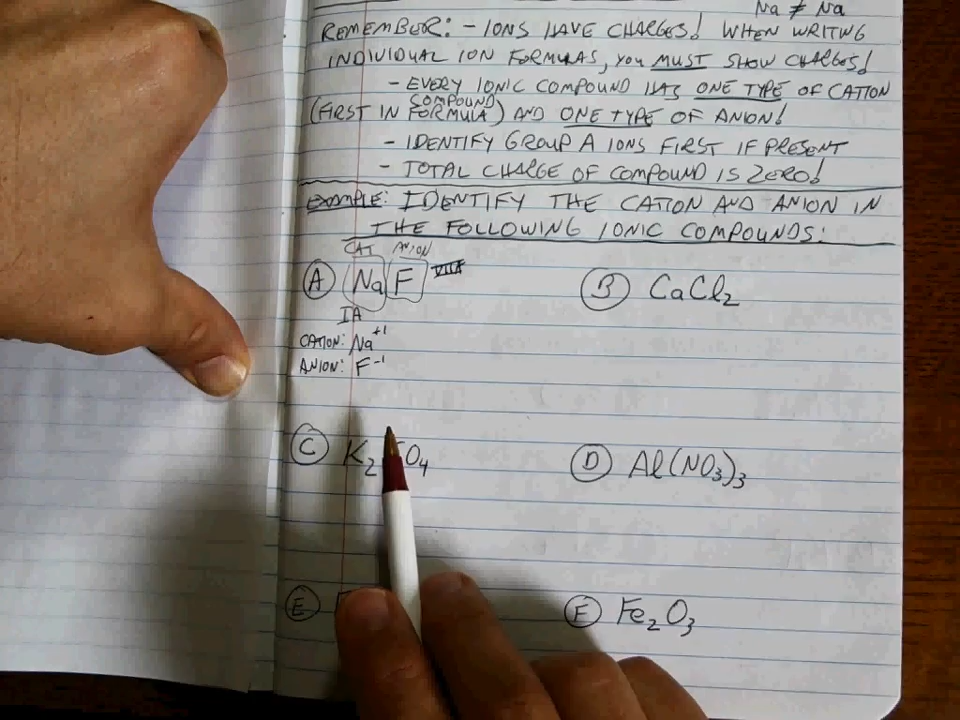 Na ≠ Na
REMEMBER: - IONS HAVE CHARGES! WHEN WRITING
INDIVIDUAL ION FORMULAS, YOU MUST SHOW CHARGES!
- EVERY IONIC COMPOUND HAS ONE TYPE OF CATION
COMPOUND
(FIRST IN FORMULA) AND ONE TYPE OF ANION!
- IDENTIFY GROUP A IONS FIRST IF PRESENT
- TOTAL CHARGE OF COMPOUND IS ZERO!
EXAMPLE: IDENTIFY THE CATION AND ANION IN
THE FOLLOWING IONIC COMPOUNDS:
CAT ANION
(A) NaF VIIA (B) CaCl₂
IA
CATION: Na⁺¹
ANION: F⁻¹
(C) K₂ O₄ (D) Al(NO₃)₃
(E) (F) Fe₂O₃